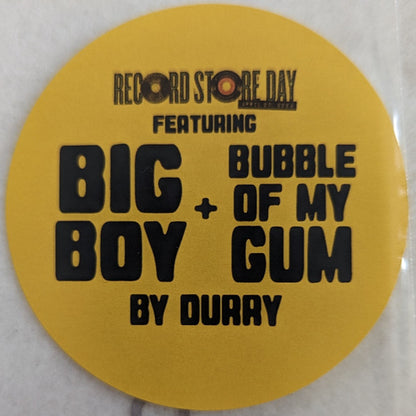 RECORD STORE DAY
FEATURING
BIG BOY
+
BUBBLE OF MY GUM
BY DURRY